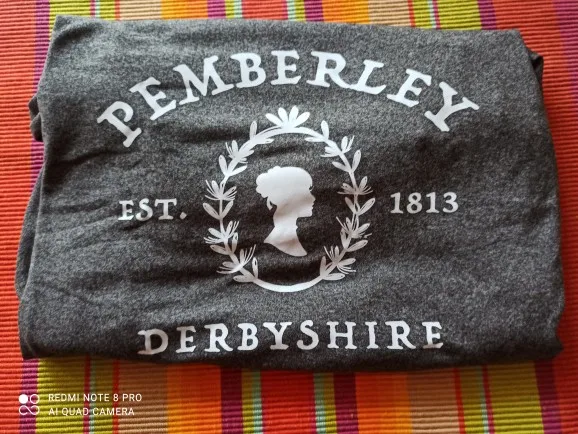 PEMBERLEY
EST. 1813
DERBYSHIRE
REDMI NOTE 8 PRO
AI QUAD CAMERA